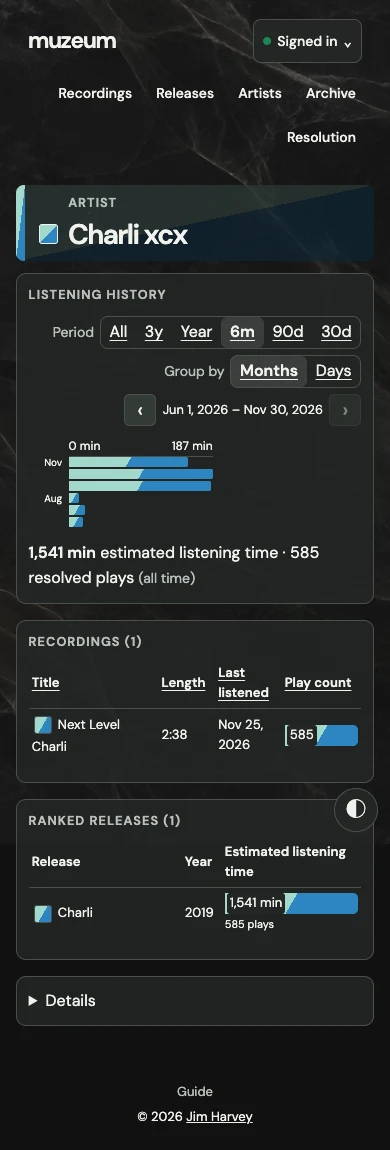 muzeum
Signed in
Recordings Releases Artists Archive
Resolution
ARTIST
Charli xcx
LISTENING HISTORY
Period All 3y Year 6m 90d 30d
Group by Months Days
‹ Jun 1, 2026 – Nov 30, 2026 ›
0 min 187 min
Nov
Aug
1,541 min estimated listening time · 585
resolved plays (all time)
RECORDINGS (1)
Title Length Last listened Play count
Next Level Charli 2:38 Nov 25, 2026 585
RANKED RELEASES (1)
Release Year Estimated listening time
Charli 2019 1,541 min
585 plays
Details
Guide
© 2026 Jim Harvey